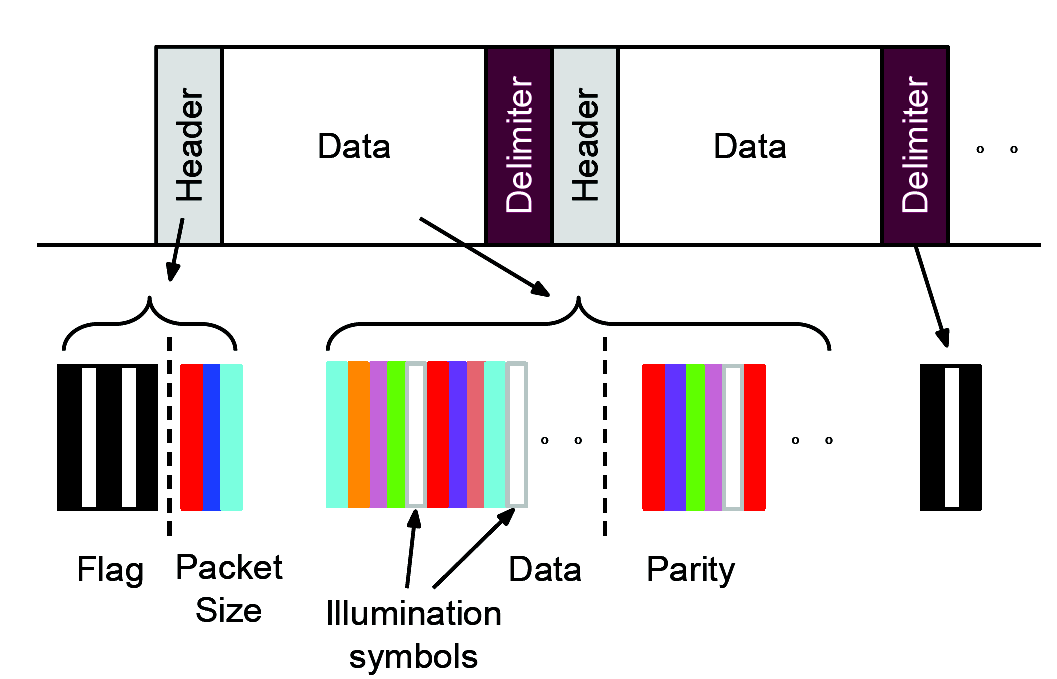 Header
Data
Delimiter
Header
Data
Delimiter
Flag
Packet
Size
Data
Parity
Illumination
symbols